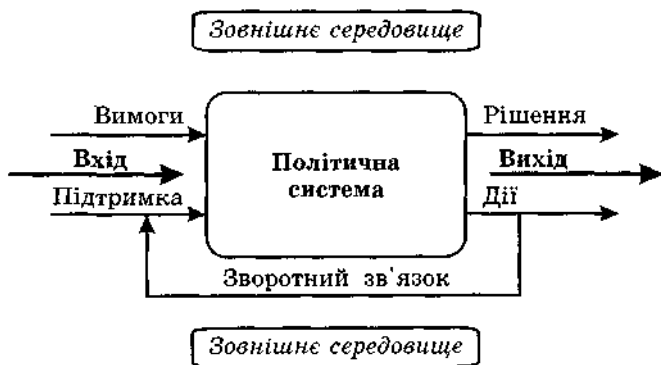 Зовнішнє середовище
Вимоги
Рішення
Вхід
Політична
система
Вихід
Підтримка
Дії
Зворотний зв'язок
Зовнішнє середовище